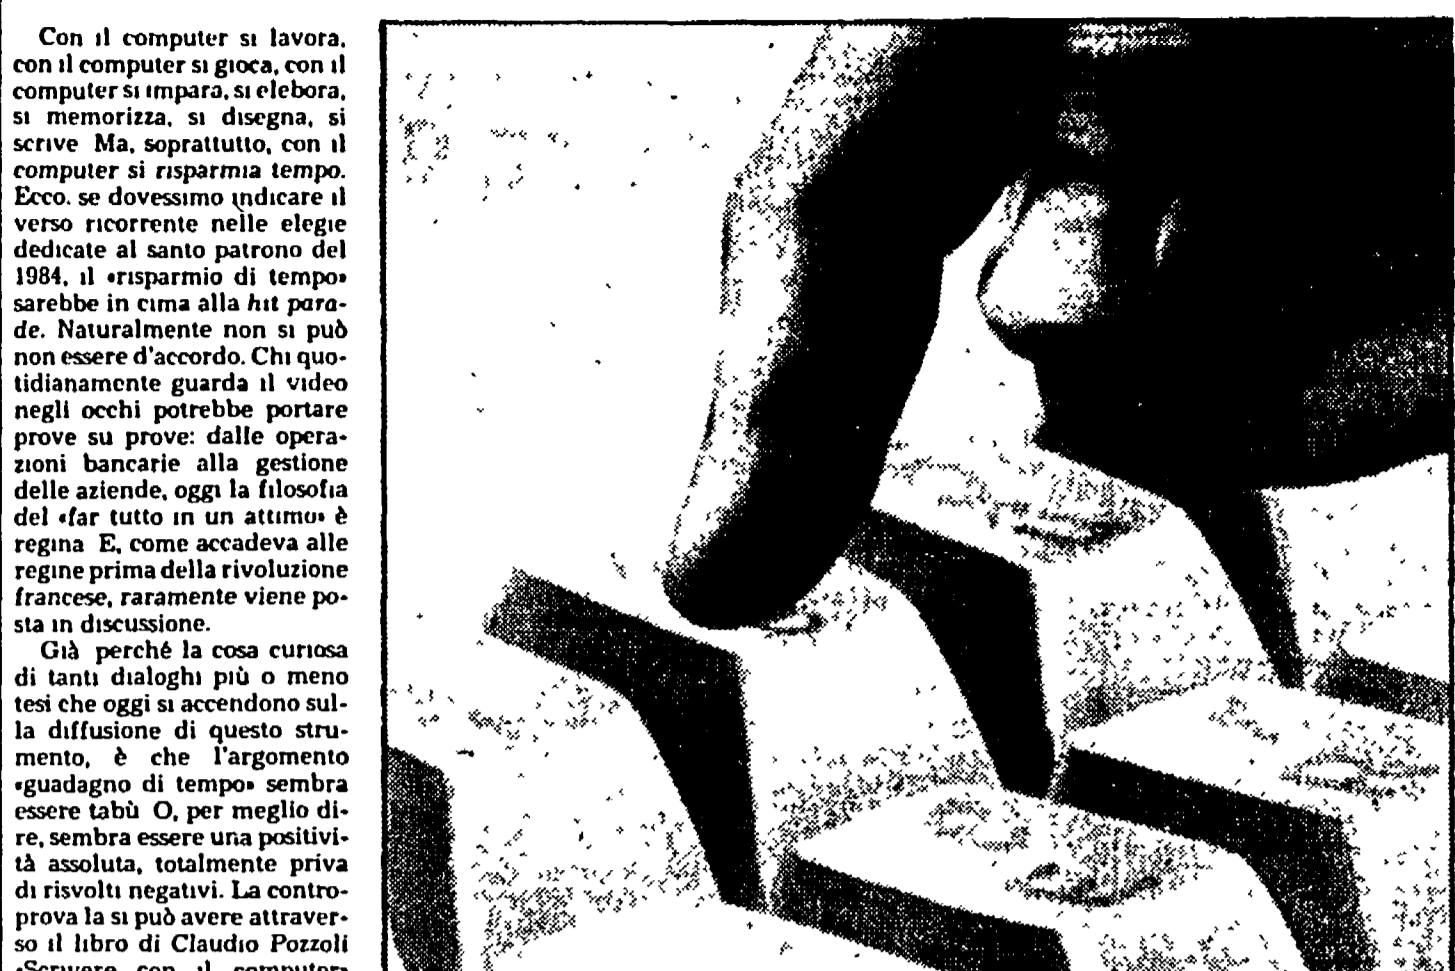 Con il computer si lavora,
con il computer si gioca, con il
computer si impara, si elebora,
si memorizza, si disegna, si
scrive Ma, soprattutto, con il
computer si risparmia tempo.
Ecco. se dovessimo indicare il
verso ricorrente nelle elegie
dedicate al santo patrono del
1984, il «risparmio di tempo»
sarebbe in cima alla hit para-
de. Naturalmente non si può
non essere d'accordo. Chi quo-
tidianamente guarda il video
negli occhi potrebbe portare
prove su prove: dalle opera-
zioni bancarie alla gestione
delle aziende, oggi la filosofia
del «far tutto in un attimo» è
regina E, come accadeva alle
regine prima della rivoluzione
francese, raramente viene po-
sta in discussione.
Già perché la cosa curiosa
di tanti dialoghi più o meno
tesi che oggi si accendono sul-
la diffusione di questo stru-
mento, è che l'argomento
«guadagno di tempo» sembra
essere tabù O, per meglio di-
re, sembra essere una positivi-
tà assoluta, totalmente priva
di risvolti negativi. La contro-
prova la si può avere attraver-
so il libro di Claudio Pozzoli
«Scrivere con il computer»